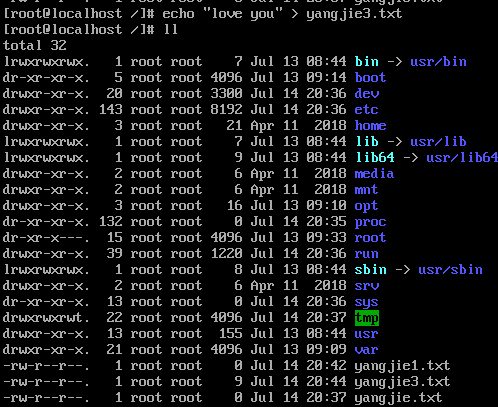 [root@localhost /]# echo "love you" > yangjie3.txt
[root@localhost /]# ll
total 32
lrwxrwxrwx.   1 root root    7 Jul 13 08:44 bin -> usr/bin
dr-xr-xr-x.   5 root root 4096 Jul 13 09:14 boot
drwxr-xr-x.  20 root root 3300 Jul 14 20:36 dev
drwxr-xr-x. 143 root root 8192 Jul 14 20:36 etc
drwxr-xr-x.   3 root root   21 Apr 11  2018 home
lrwxrwxrwx.   1 root root    7 Jul 13 08:44 lib -> usr/lib
lrwxrwxrwx.   1 root root    9 Jul 13 08:44 lib64 -> usr/lib64
drwxr-xr-x.   2 root root    6 Apr 11  2018 media
drwxr-xr-x.   2 root root    6 Apr 11  2018 mnt
drwxr-xr-x.   3 root root   16 Jul 13 09:10 opt
dr-xr-xr-x. 132 root root    0 Jul 14 20:35 proc
dr-xr-x---.  15 root root 4096 Jul 13 09:33 root
drwxr-xr-x.  39 root root 1220 Jul 14 20:36 run
lrwxrwxrwx.   1 root root    8 Jul 13 08:44 sbin -> usr/sbin
drwxr-xr-x.   2 root root    6 Apr 11  2018 srv
dr-xr-xr-x.  13 root root    0 Jul 14 20:36 sys
drwxrwxrwt.  22 root root 4096 Jul 14 20:37 tmp
drwxr-xr-x.  13 root root  155 Jul 13 08:44 usr
drwxr-xr-x.  21 root root 4096 Jul 13 09:09 var
-rw-r--r--.   1 root root    0 Jul 14 20:42 yangjie1.txt
-rw-r--r--.   1 root root    9 Jul 14 20:44 yangjie3.txt
-rw-r--r--.   1 root root    0 Jul 14 20:37 yangjie.txt